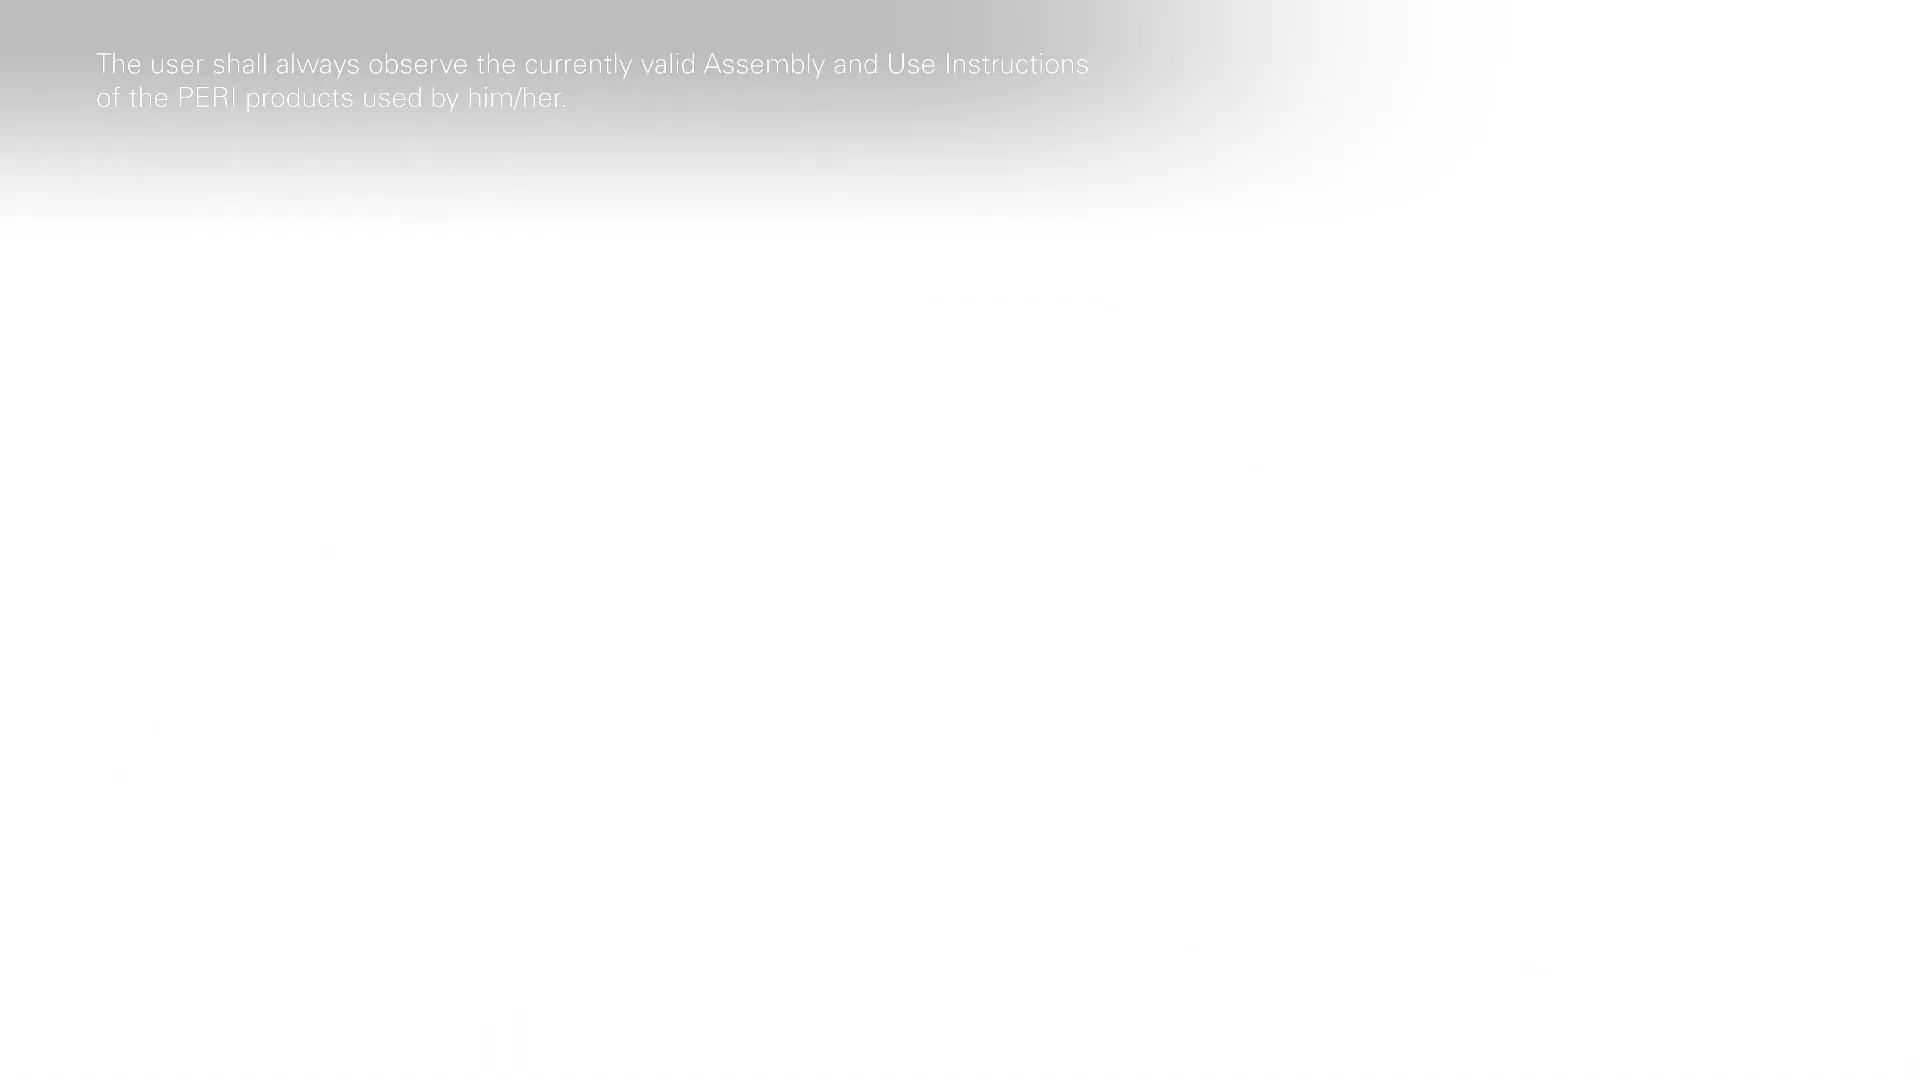 The user shall always observe the currently valid Assembly and Use Instructions
of the PERI products used by him/her.